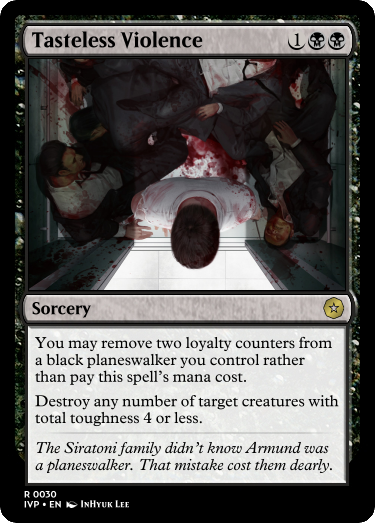 Tasteless Violence 1
Sorcery
You may remove two loyalty counters from
a black planeswalker you control rather
than pay this spell's mana cost.
Destroy any number of target creatures with
total toughness 4 or less.
The Siratoni family didn't know Armund was
a planeswalker. That mistake cost them dearly.
R 0030
IVP • EN InHyuk Lee